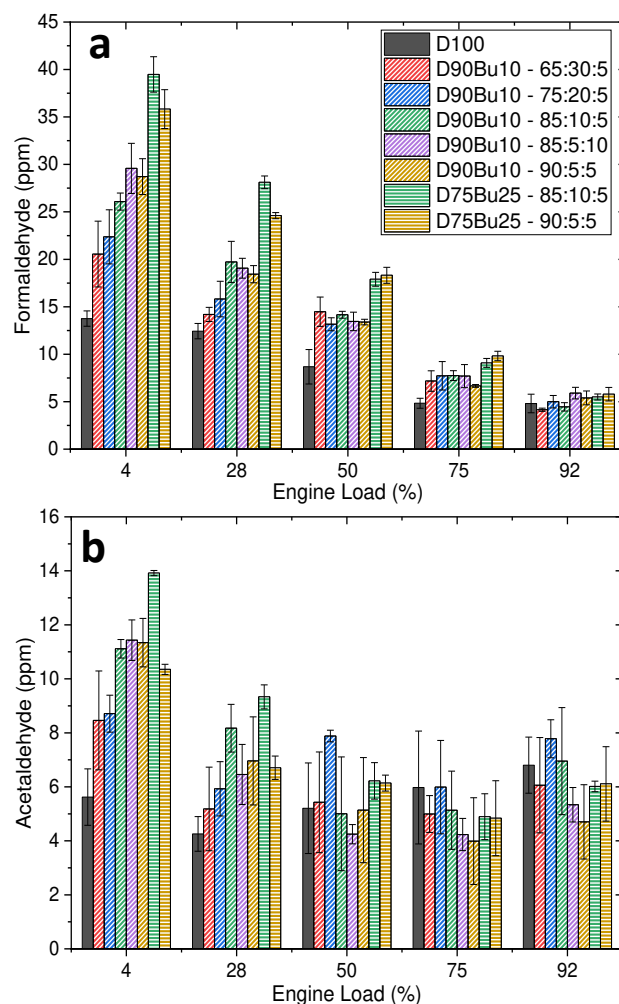 a
45
40
35
30
25
20
15
10
5
0
Formaldehyde (ppm)
D100
D90Bu10 - 65:30:5
D90Bu10 - 75:20:5
D90Bu10 - 85:10:5
D90Bu10 - 85:5:10
D90Bu10 - 90:5:5
D75Bu25 - 85:10:5
D75Bu25 - 90:5:5
4 28 50 75 92
Engine Load (%)
b
16
14
12
10
8
6
4
2
0
Acetaldehyde (ppm)
4 28 50 75 92
Engine Load (%)